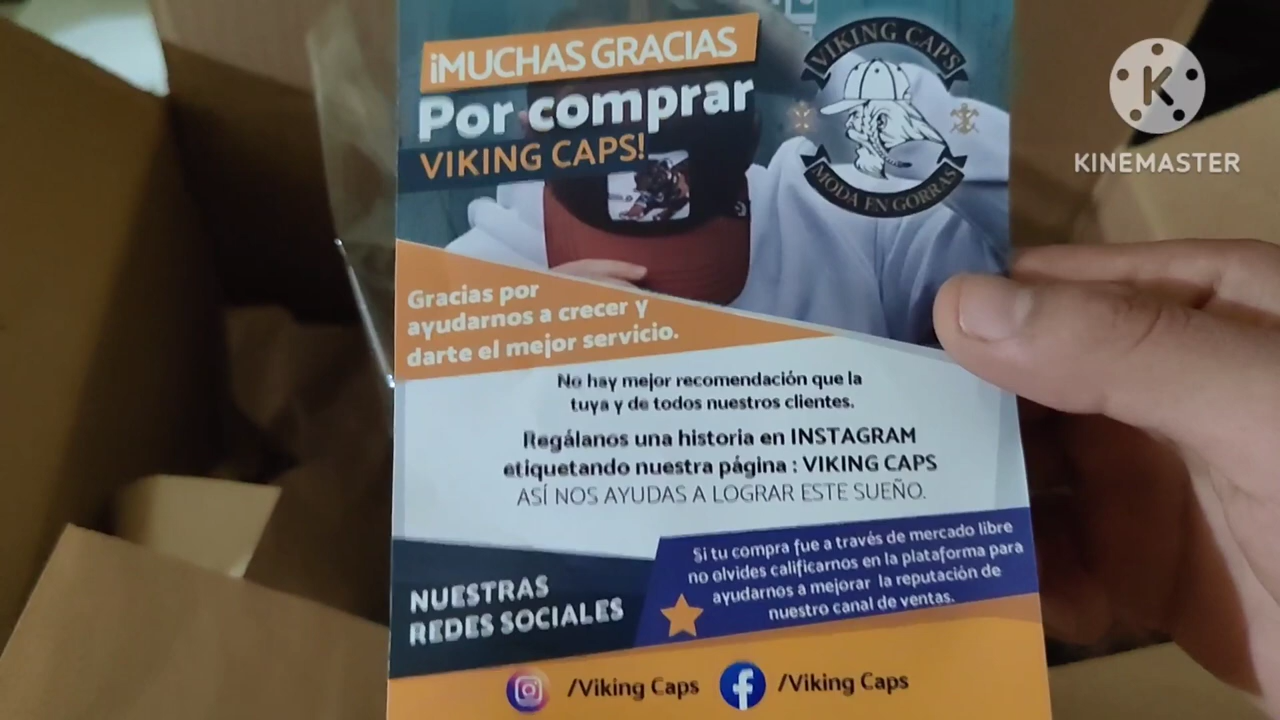 ¡MUCHAS GRACIAS
Por comprar
VIKING CAPS!
VIKING CAPS
MODA EN GORRAS
KINEMASTER
Gracias por
ayudarnos a crecer y
darte el mejor servicio.
No hay mejor recomendación que la
tuya y de todos nuestros clientes.
Regálanos una historia en INSTAGRAM
etiquetando nuestra página : VIKING CAPS
ASÍ NOS AYUDAS A LOGRAR ESTE SUEÑO.
Si tu compra fue a través de mercado libre
no olvides calificarnos en la plataforma para
ayudarnos a mejorar la reputación de
nuestro canal de ventas.
NUESTRAS
REDES SOCIALES
/Viking Caps
/Viking Caps